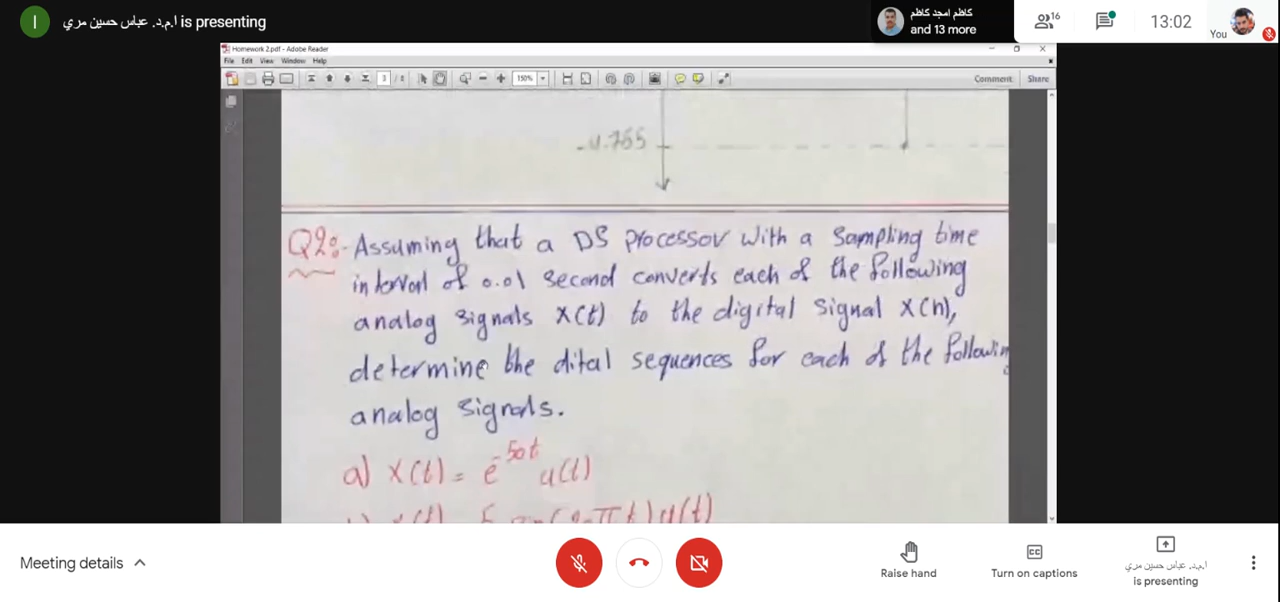 I
ا.م.د. عباس حسين مري is presenting
كاظم امجد كاظم
and 13 more
16
13:02
You
Homework 2.pdf - Adobe Reader
File Edit View Window Help
3
150%
Comment
Share
-4.755
Q2:- Assuming that a DS processor with a sampling time
interval of 0.01 second converts each of the following
analog signals x(t) to the digital signal x(n),
determine the dital sequences for each of the followin
analog signals.
a) x(t) = e^-50t u(t)
Meeting details
Raise hand
CC
Turn on captions
ا.م.د. عباس حسين مري
is presenting